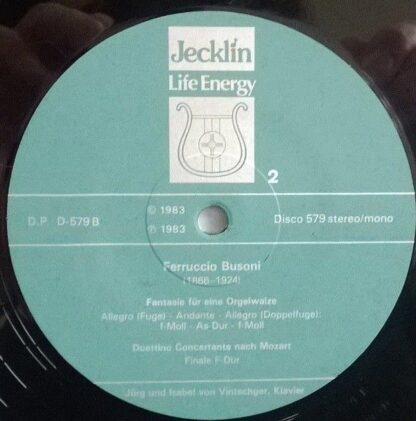 Jecklin
Life Energy
2
D.P D-579 B
© 1983
℗ 1983
Disco 579 stereo/mono
Ferruccio Busoni
(1866-1924)
Fantasie für eine Orgelwalze
Allegro (Fuge) - Andante - Allegro (Doppelfuge):
f-Moll - As-Dur - f-Moll
Duettino Concertante nach Mozart
Finale F-Dur
Jürg und Isabel von Vintschger, Klavier